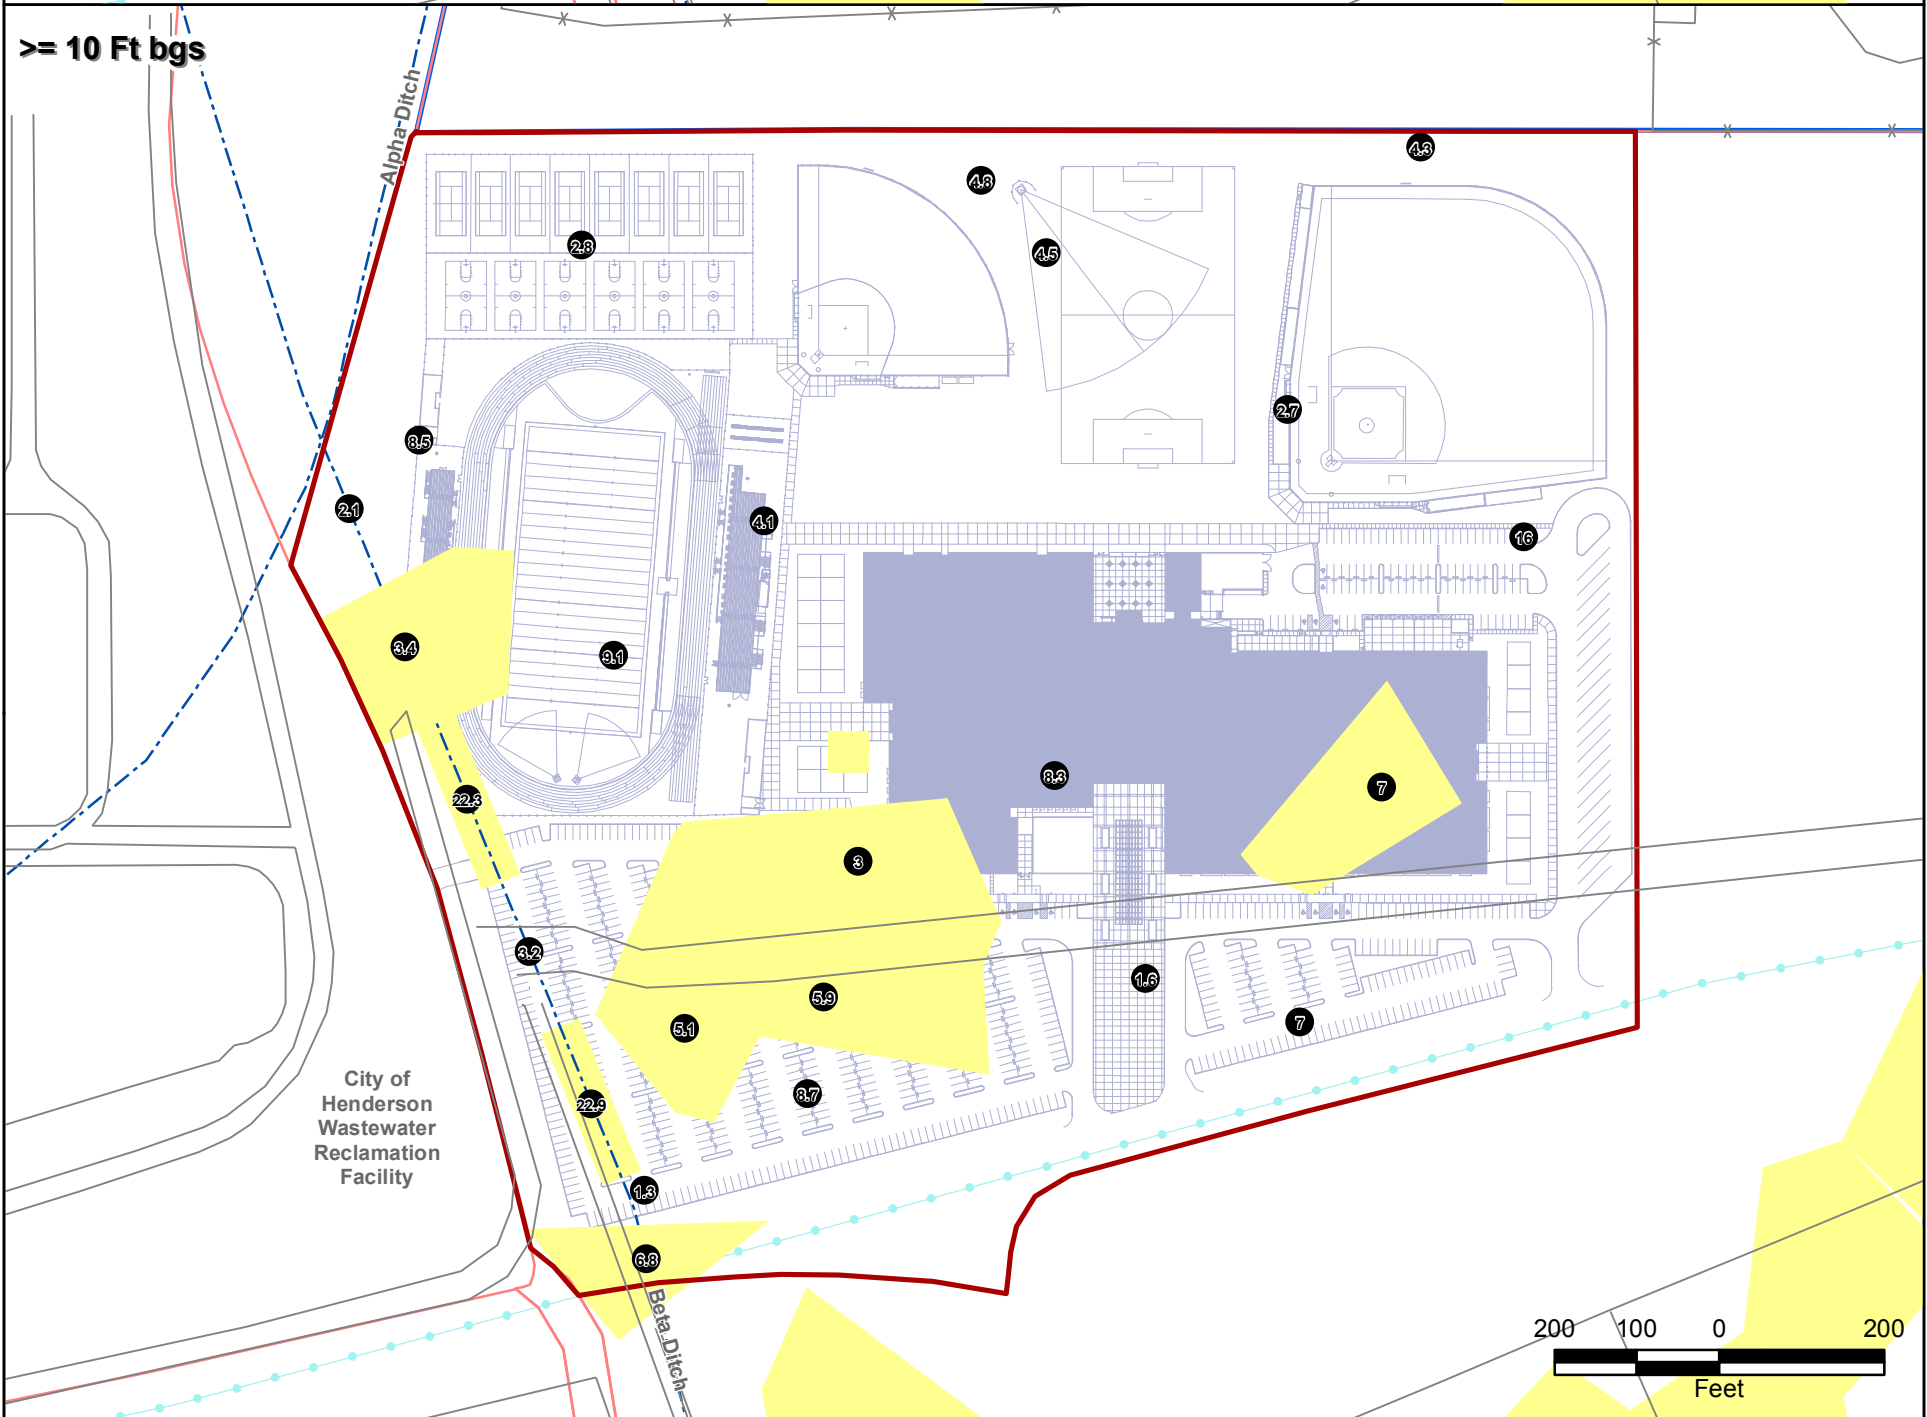 >= 10 Ft bgs
Alpha Ditch
4.3
4.8
2.8
4.5
2.7
8.5
2.1
4.1
16
3.4
9.1
8.3
7
22.3
3
3.2
1.6
5.9
7
5.1
City of
Henderson
Wastewater
Reclamation
Facility
8.7
22.9
1.3
6.8
Beta Ditch
200 100 0 200
Feet